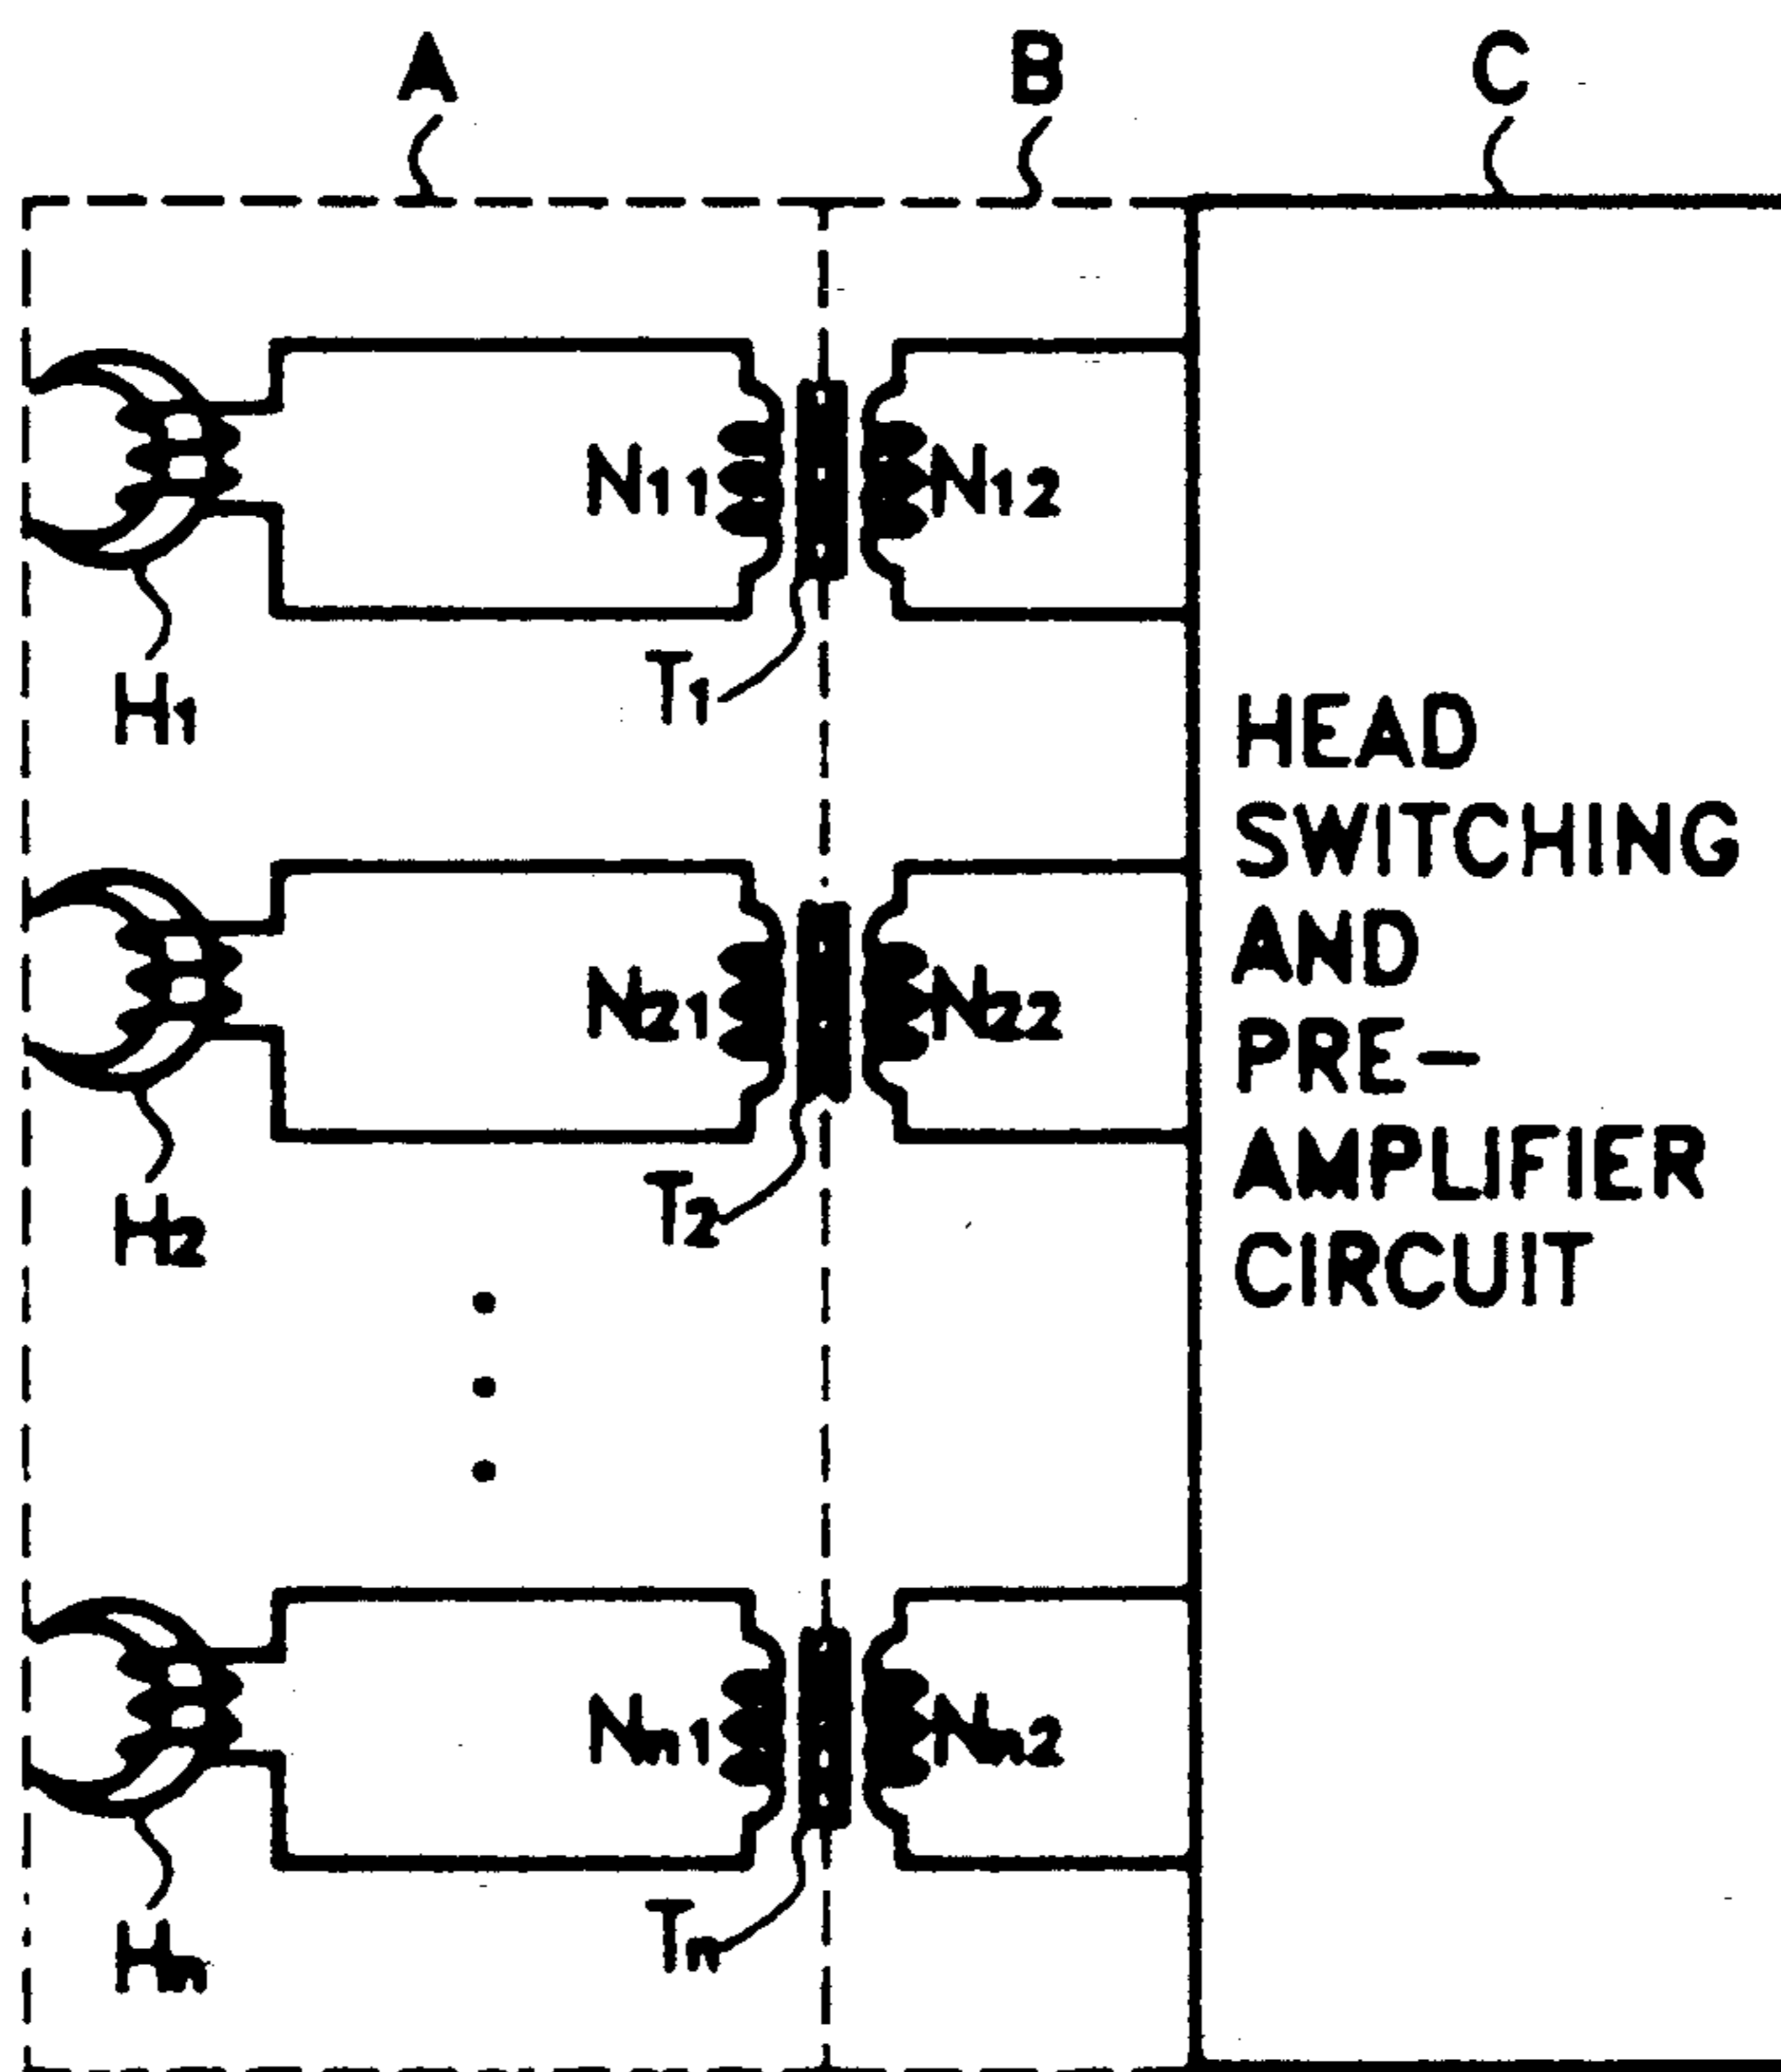 A B C
N11 N12
T1
H1
HEAD
SWITCHING
AND
PRE-
AMPLIFIER
CIRCUIT
N21 N22
T2
H2
Nn1 Nn2
Tn
Hn